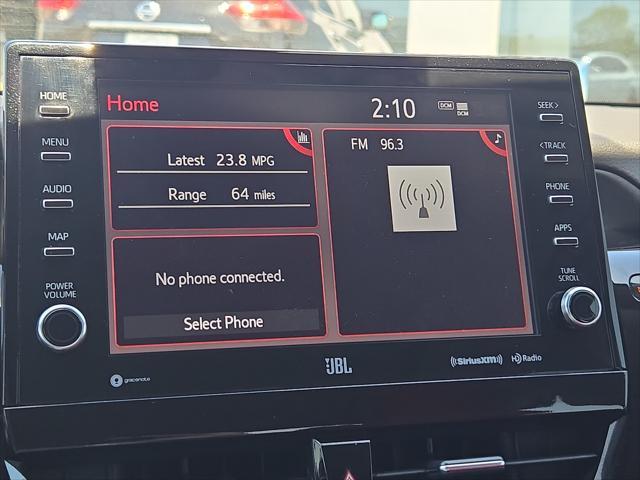 HOME
MENU
AUDIO
MAP
POWER
VOLUME
Home
2:10
DCM
DCM
Latest 23.8 MPG
Range 64 miles
No phone connected.
Select Phone
FM 96.3
SEEK>
<TRACK
PHONE
APPS
TUNE
SCROLL
gracenote
JBL
SiriusXM
HD Radio